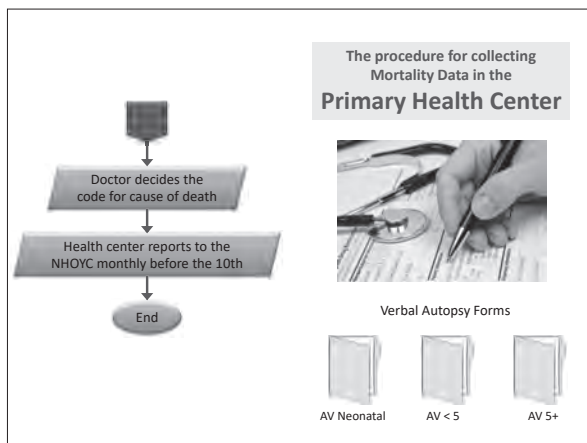 The procedure for collecting
Mortality Data in the
Primary Health Center
Doctor decides the
code for cause of death
Health center reports to the
NHOYC monthly before the 10th
End
Verbal Autopsy Forms
AV Neonatal
AV < 5
AV 5+